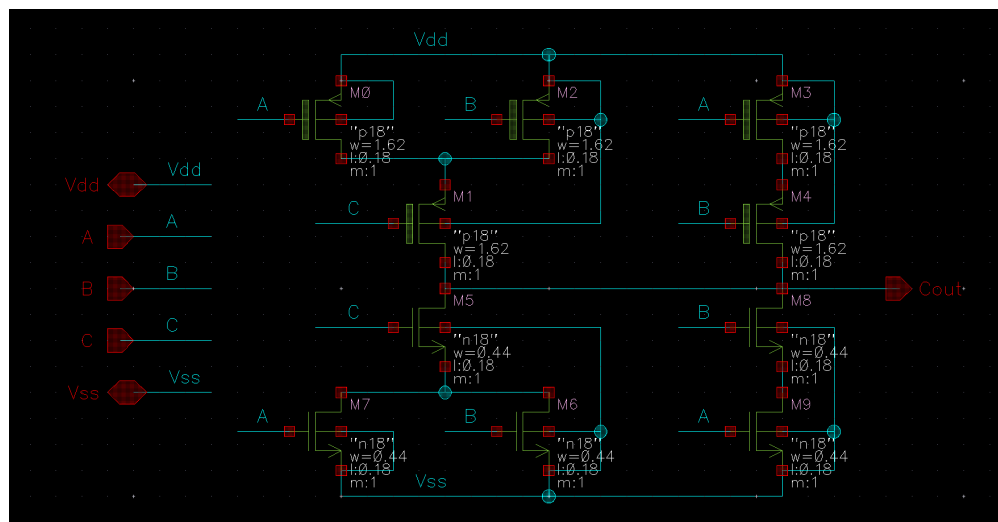 Vdd
A
M0
"p18"
w=1.62
l:0.18
m:1
B
M2
"p18"
w=1.62
l:0.18
m:1
A
M3
"p18"
w=1.62
l:0.18
m:1
Vdd
Vdd
C
M1
"p18"
w=1.62
l:0.18
m:1
B
M4
"p18"
w=1.62
l:0.18
m:1
A
A
B
B
Cout
C
C
C
M5
"n18"
w=0.44
l:0.18
m:1
B
M8
"n18"
w=0.44
l:0.18
m:1
Vss
Vss
A
M7
"n18"
w=0.44
l:0.18
m:1
B
M6
"n18"
w=0.44
l:0.18
m:1
A
M9
"n18"
w=0.44
l:0.18
m:1
Vss